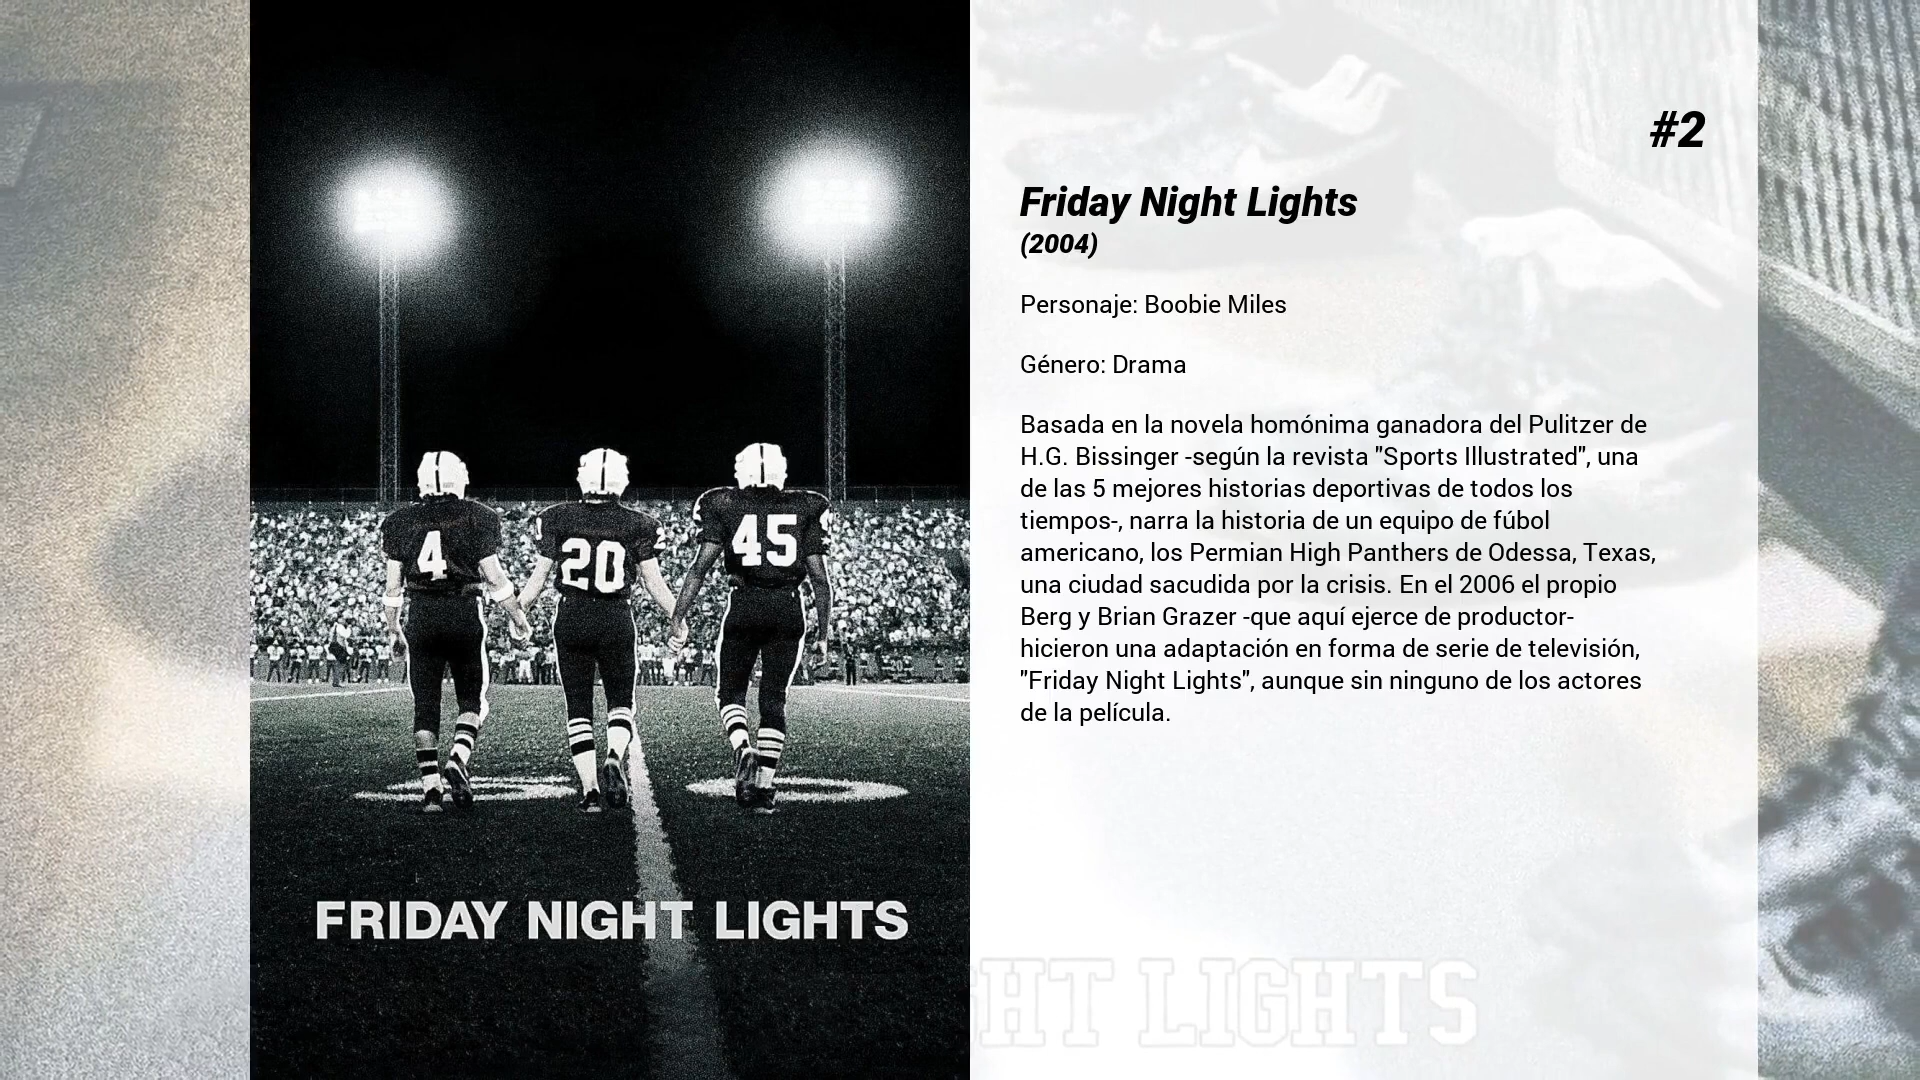 #2
Friday Night Lights
(2004)
Personaje: Boobie Miles
Género: Drama
Basada en la novela homónima ganadora del Pulitzer de
H.G. Bissinger -según la revista "Sports Illustrated", una
de las 5 mejores historias deportivas de todos los
tiempos-, narra la historia de un equipo de fúbol
americano, los Permian High Panthers de Odessa, Texas,
una ciudad sacudida por la crisis. En el 2006 el propio
Berg y Brian Grazer -que aquí ejerce de productor-
hicieron una adaptación en forma de serie de televisión,
"Friday Night Lights", aunque sin ninguno de los actores
de la película.
4
20
45
FRIDAY NIGHT LIGHTS
HT LIGHTS